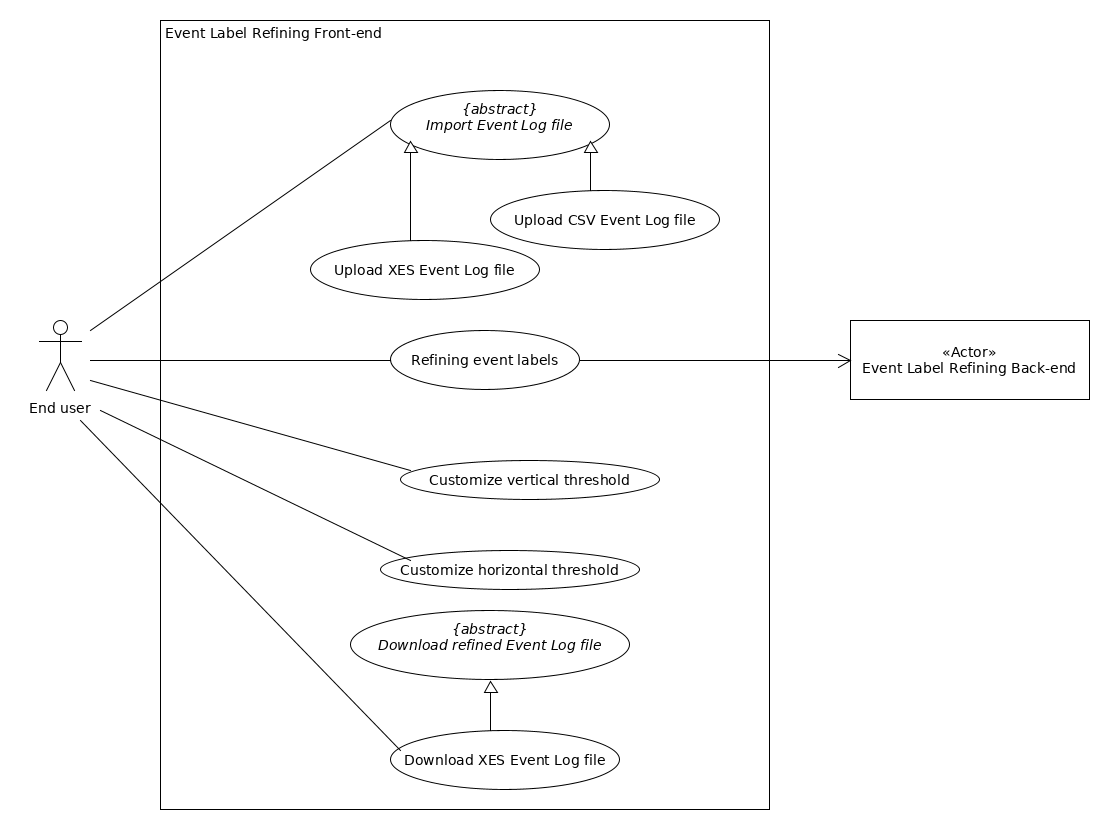 Event Label Refining Front-end
{abstract}
Import Event Log file
Upload CSV Event Log file
Upload XES Event Log file
Refining event labels
«Actor»
Event Label Refining Back-end
End user
Customize vertical threshold
Customize horizontal threshold
{abstract}
Download refined Event Log file
Download XES Event Log file